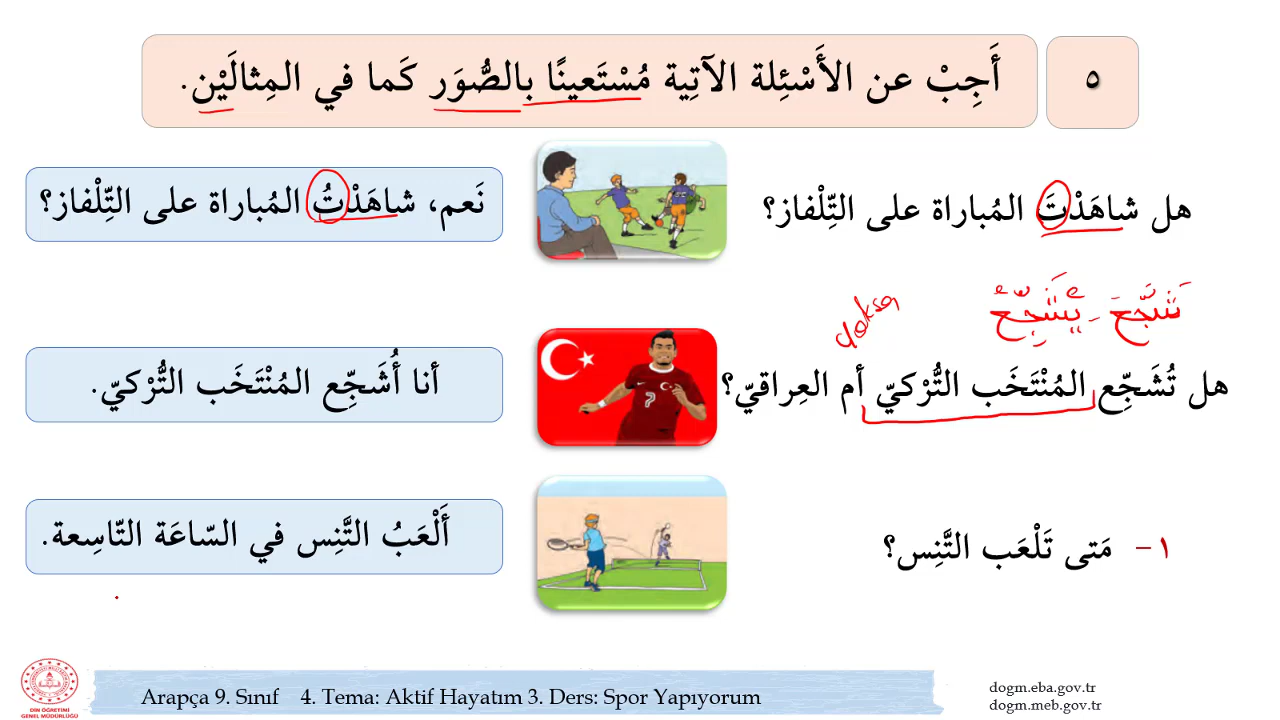 ٥
أَجِبْ عن الأَسْئِلة الآتِية مُسْتَعينًا بالصُّوَر كَما في المِثالَيْن.
هل شاهَدْتَ المُباراة على التِّلْفاز؟
نَعم، شاهَدْتُ المُباراة على التِّلْفاز؟
شَجَّعَ - يُشَجِّعُ
yoksa
هل تُشَجِّع المُنْتَخَب التُّرْكيّ أم العِراقيّ؟
7
أنا أُشَجِّع المُنْتَخَب التُّرْكيّ.
١- مَتى تَلْعَب التَّنِس؟
أَلْعَبُ التَّنِس في السّاعَة التّاسِعة.
DİN ÖĞRETİMİ
GENEL MÜDÜRLÜĞÜ
Arapça 9. Sınıf 4. Tema: Aktif Hayatım 3. Ders: Spor Yapıyorum
dogm.eba.gov.tr
dogm.meb.gov.tr